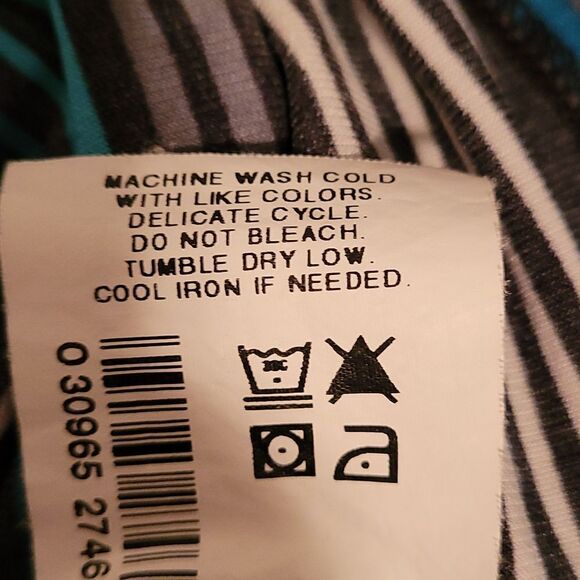 MACHINE WASH COLD
WITH LIKE COLORS.
DELICATE CYCLE.
DO NOT BLEACH.
TUMBLE DRY LOW.
COOL IRON IF NEEDED.
30C
0 30965 2746